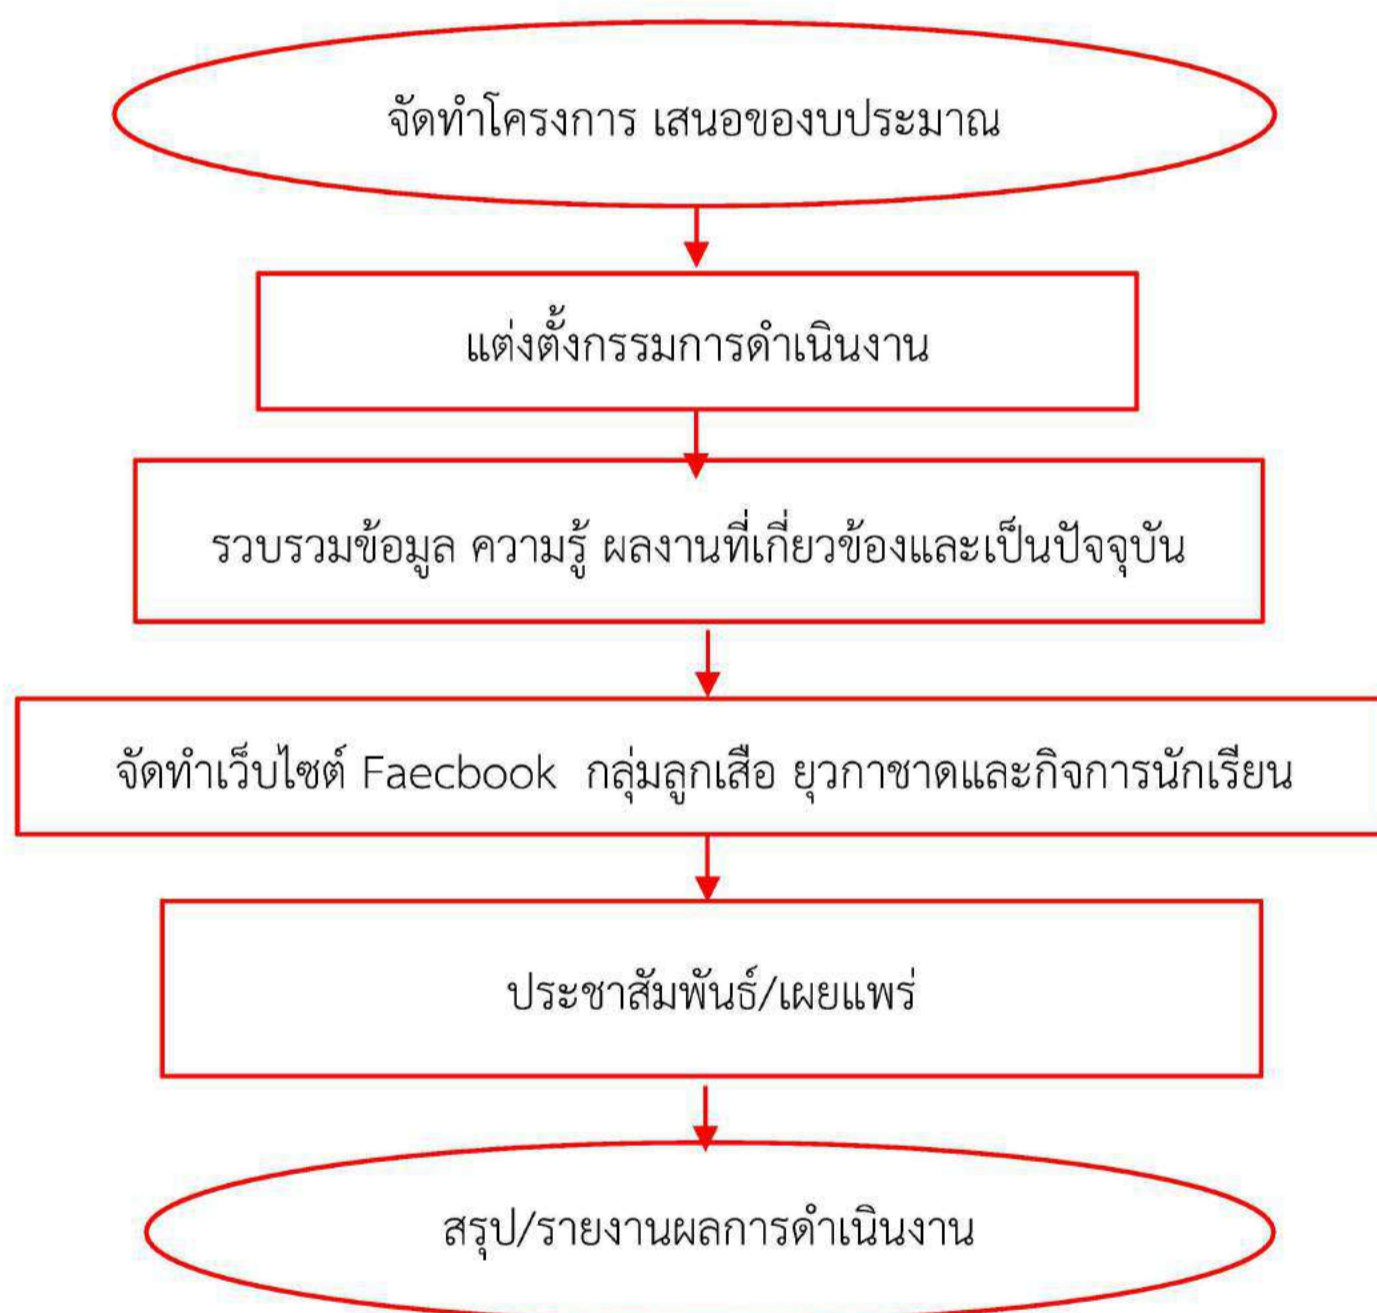 จัดทำโครงการ เสนอของบประมาณ
แต่งตั้งกรรมการดำเนินงาน
รวบรวมข้อมูล ความรู้ ผลงานที่เกี่ยวข้องและเป็นปัจจุบัน
จัดทำเว็บไซต์ Faecbook กลุ่มลูกเสือ ยุวกาชาดและกิจการนักเรียน
ประชาสัมพันธ์/เผยแพร่
สรุป/รายงานผลการดำเนินงาน